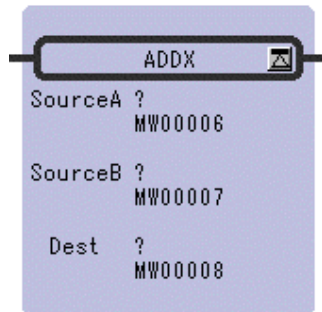 ADDX
SourceA ?
MW00006
SourceB ?
MW00007
Dest ?
MW00008